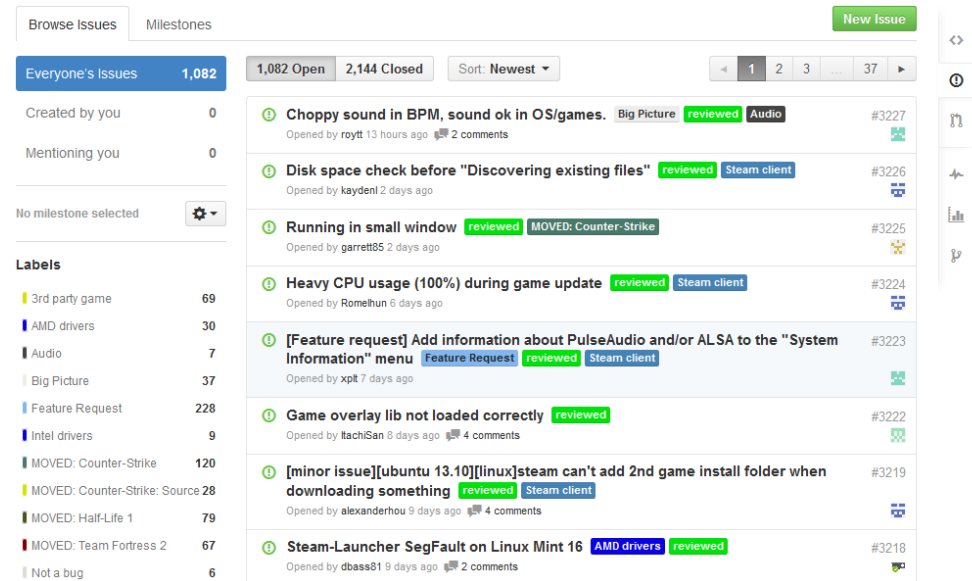 Browse Issues
Milestones
New Issue
Everyone's Issues 1,082
Created by you 0
Mentioning you 0
No milestone selected
Labels
3rd party game 69
AMD drivers 30
Audio 7
Big Picture 37
Feature Request 228
Intel drivers 9
MOVED: Counter-Strike 120
MOVED: Counter-Strike: Source 28
MOVED: Half-Life 1 79
MOVED: Team Fortress 2 67
Not a bug 6
1,082 Open 2,144 Closed Sort: Newest 1 2 3 ... 37
Choppy sound in BPM, sound ok in OS/games. Big Picture reviewed Audio #3227
Opened by roytt 13 hours ago 2 comments
Disk space check before "Discovering existing files" reviewed Steam client #3226
Opened by kaydenl 2 days ago
Running in small window reviewed MOVED: Counter-Strike #3225
Opened by garrett85 2 days ago
Heavy CPU usage (100%) during game update reviewed Steam client #3224
Opened by Romelhun 6 days ago
[Feature request] Add information about PulseAudio and/or ALSA to the "System #3223
Information" menu Feature Request reviewed Steam client
Opened by xplt 7 days ago
Game overlay lib not loaded correctly reviewed #3222
Opened by ItachiSan 8 days ago 4 comments
[minor issue][ubuntu 13.10][linux]steam can't add 2nd game install folder when #3219
downloading something reviewed Steam client
Opened by alexanderhou 9 days ago 4 comments
Steam-Launcher SegFault on Linux Mint 16 AMD drivers reviewed #3218
Opened by dbass81 9 days ago 2 comments